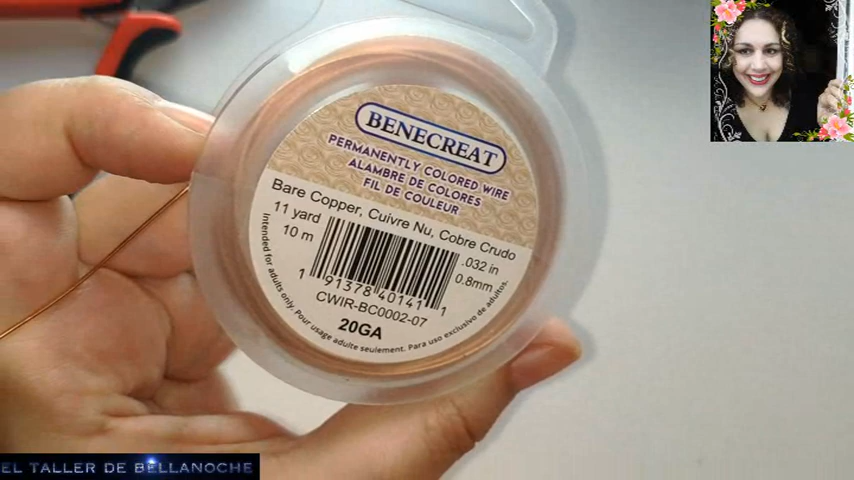 BENECREAT
PERMANENTLY COLORED WIRE
ALAMBRE DE COLORES
FIL DE COULEUR
Bare Copper, Cuivre Nu, Cobre Crudo
11 yard
10 m
.032 in
0.8mm
1 91378 40141 1
CWIR-BC0002-07
20GA
Intended for adults only. Pour usage adulte seulement. Para uso exclusivo de adultos.
EL TALLER DE BELLANOCHE